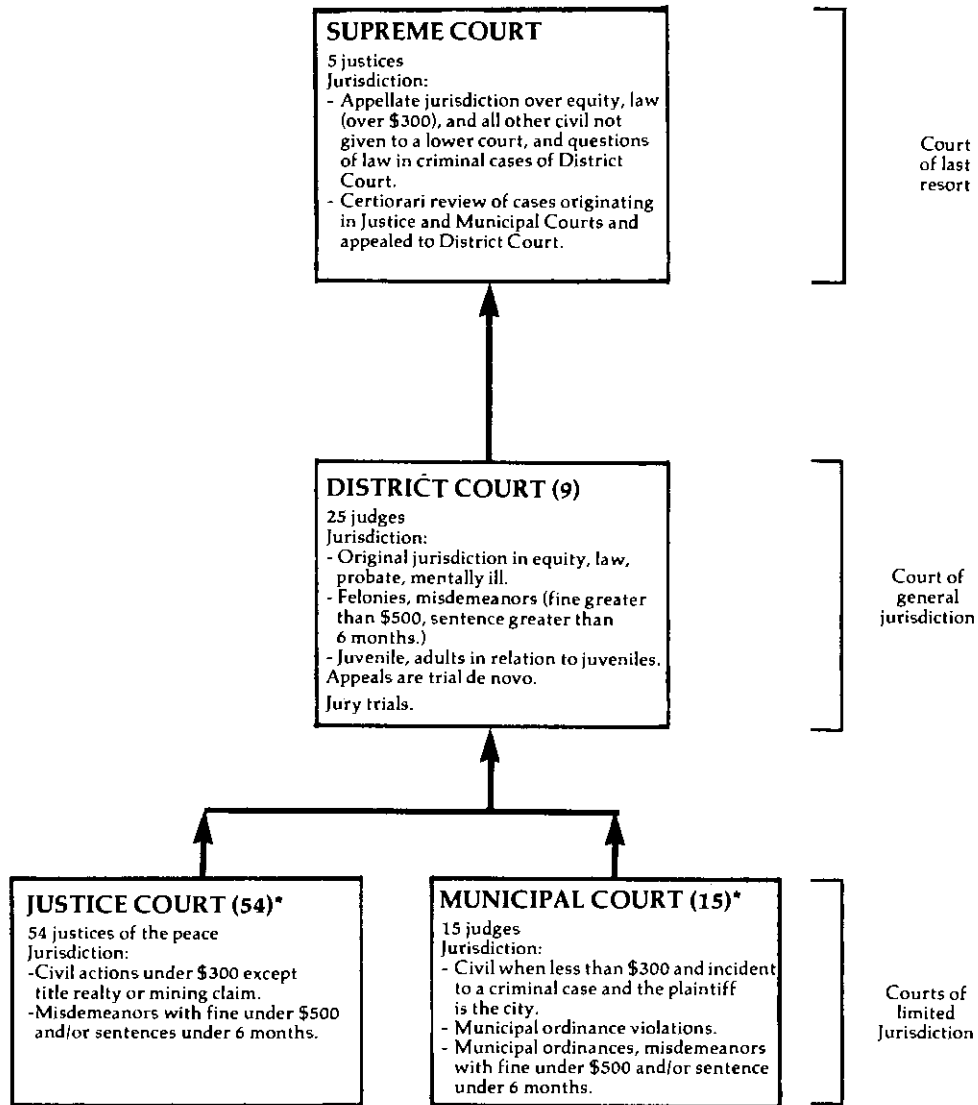 SUPREME COURT
5 justices
Jurisdiction:
- Appellate jurisdiction over equity, law
(over $300), and all other civil not
given to a lower court, and questions
of law in criminal cases of District
Court.
- Certiorari review of cases originating
in Justice and Municipal Courts and
appealed to District Court.
Court
of last
resort
DISTRICT COURT (9)
25 judges
Jurisdiction:
- Original jurisdiction in equity, law,
probate, mentally ill.
- Felonies, misdemeanors (fine greater
than $500, sentence greater than
6 months.)
- Juvenile, adults in relation to juveniles.
Appeals are trial de novo.
Jury trials.
Court of
general
jurisdiction
JUSTICE COURT (54)*
54 justices of the peace
Jurisdiction:
-Civil actions under $300 except
title realty or mining claim.
-Misdemeanors with fine under $500
and/or sentences under 6 months.
MUNICIPAL COURT (15)*
15 judges
Jurisdiction:
- Civil when less than $300 and incident
to a criminal case and the plaintiff
is the city.
- Municipal ordinance violations.
- Municipal ordinances, misdemeanors
with fine under $500 and/or sentence
under 6 months.
Courts of
limited
Jurisdiction